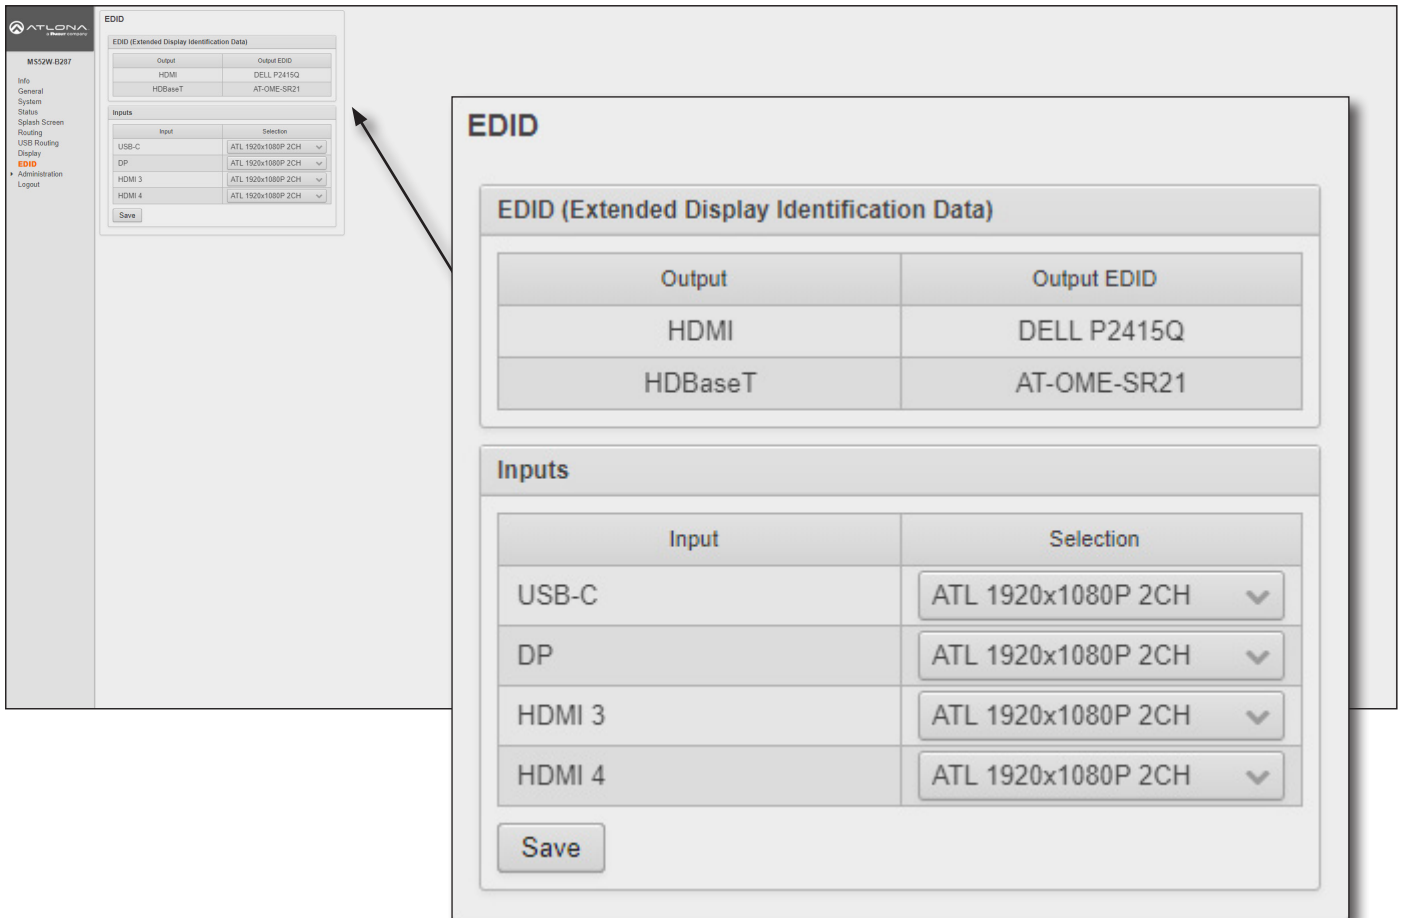 ATLONA
a Panduit company
MS52W-B287
Info
General
System
Status
Splash Screen
Routing
USB Routing
Display
EDID
Administration
Logout
EDID
EDID (Extended Display Identification Data)
Output Output EDID
HDMI DELL P2415Q
HDBaseT AT-OME-SR21
Inputs
Input Selection
USB-C ATL 1920x1080P 2CH
DP ATL 1920x1080P 2CH
HDMI 3 ATL 1920x1080P 2CH
HDMI 4 ATL 1920x1080P 2CH
Save
EDID
EDID (Extended Display Identification Data)
Output Output EDID
HDMI DELL P2415Q
HDBaseT AT-OME-SR21
Inputs
Input Selection
USB-C ATL 1920x1080P 2CH
DP ATL 1920x1080P 2CH
HDMI 3 ATL 1920x1080P 2CH
HDMI 4 ATL 1920x1080P 2CH
Save